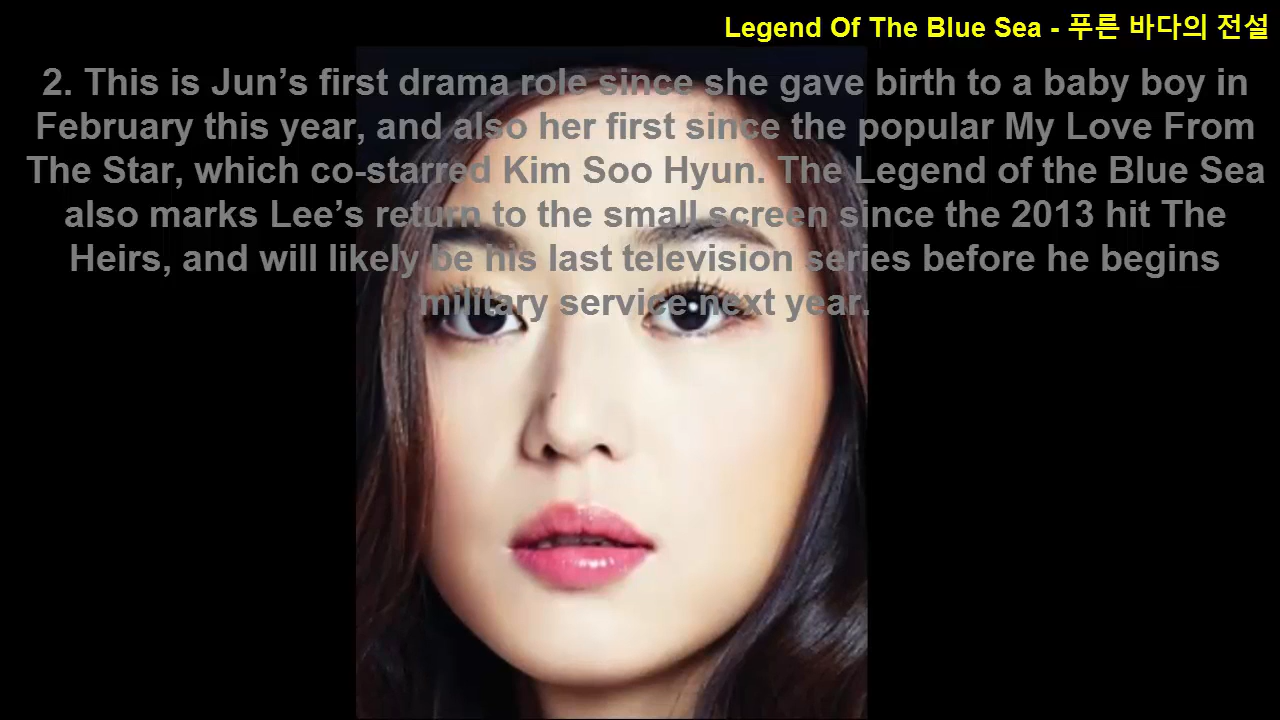 Legend Of The Blue Sea - 푸른 바다의 전설
2. This is Jun’s first drama role since she gave birth to a baby boy in
February this year, and also her first since the popular My Love From
The Star, which co-starred Kim Soo Hyun. The Legend of the Blue Sea
also marks Lee’s return to the small screen since the 2013 hit The
Heirs, and will likely be his last television series before he begins
military service next year.